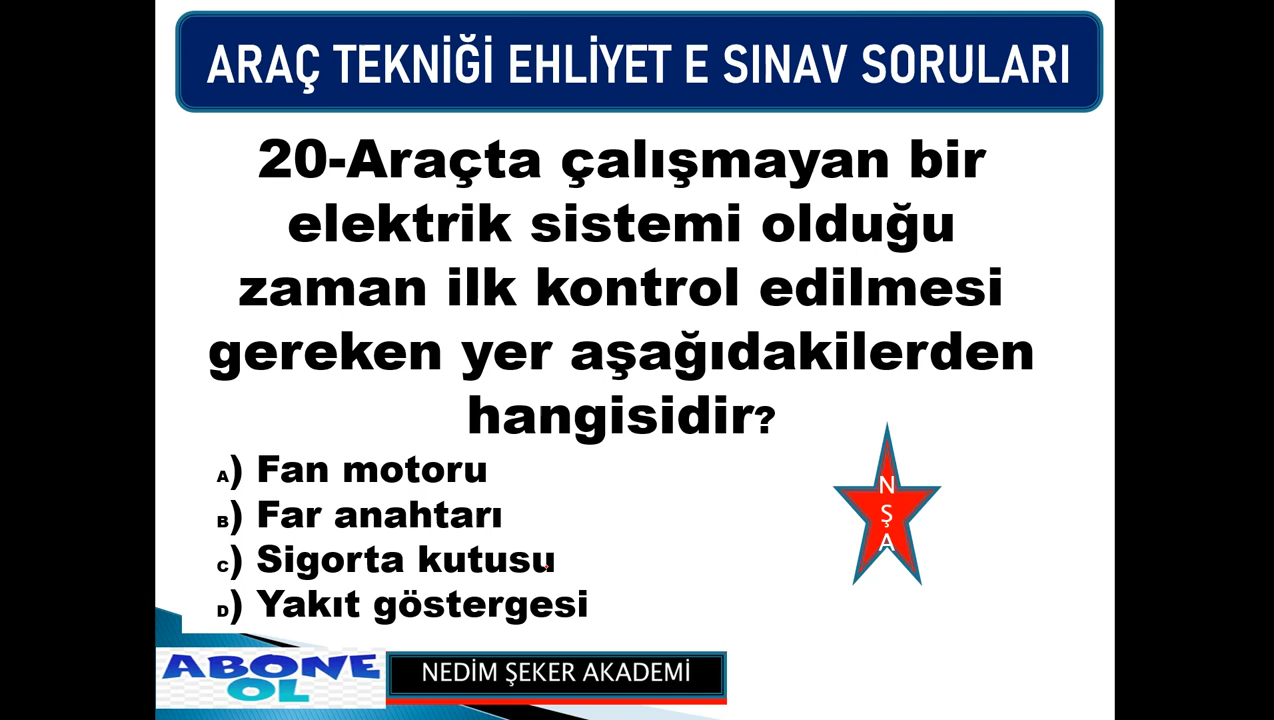 ARAÇ TEKNİĞİ EHLİYET E SINAV SORULARI
20-Araçta çalışmayan bir
elektrik sistemi olduğu
zaman ilk kontrol edilmesi
gereken yer aşağıdakilerden
hangisidir?
A) Fan motoru
B) Far anahtarı
C) Sigorta kutusu
D) Yakıt göstergesi
N
Ş
A
ABONE
OL
NEDİM ŞEKER AKADEMİ